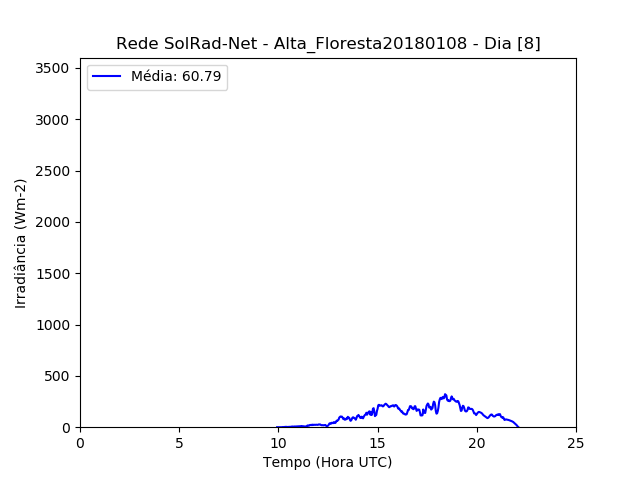 Rede SolRad-Net - Alta_Floresta20180108 - Dia [8]
Média: 60.79
3500
3000
2500
2000
1500
1000
500
0
Irradiância (Wm-2)
0 5 10 15 20 25
Tempo (Hora UTC)